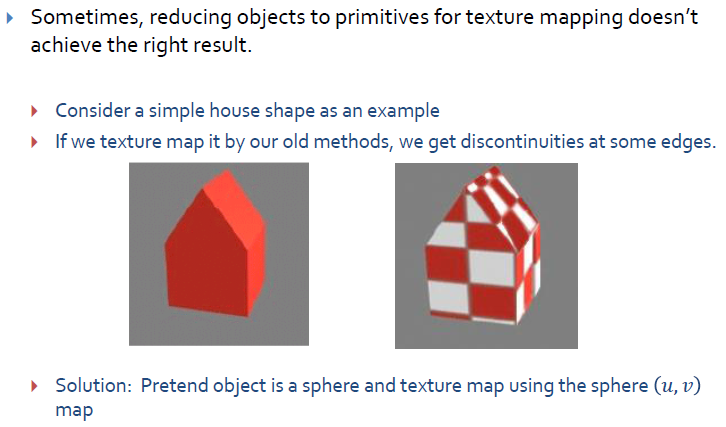 Sometimes, reducing objects to primitives for texture mapping doesn't
achieve the right result.
Consider a simple house shape as an example
If we texture map it by our old methods, we get discontinuities at some edges.
Solution: Pretend object is a sphere and texture map using the sphere (u, v)
map